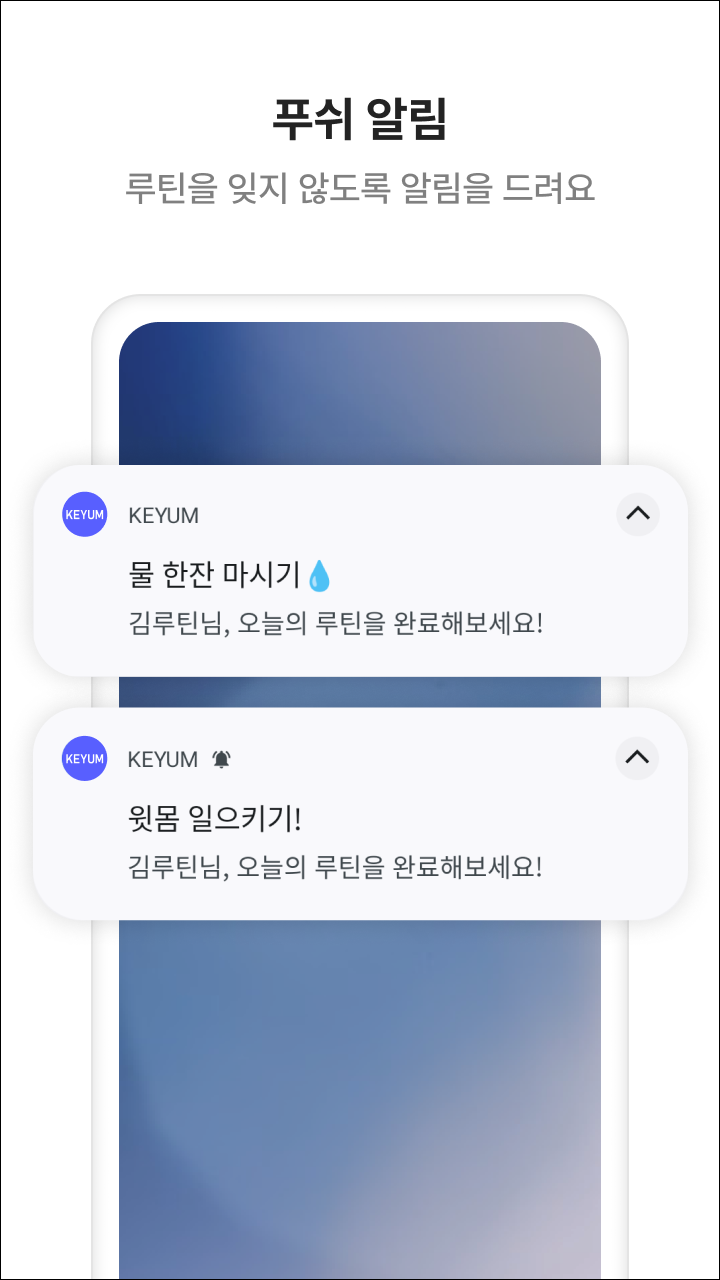 푸쉬 알림
루틴을 잊지 않도록 알림을 드려요
KEYUM KEYUM
물 한잔 마시기💧
김루틴님, 오늘의 루틴을 완료해보세요!
KEYUM KEYUM
윗몸 일으키기!
김루틴님, 오늘의 루틴을 완료해보세요!